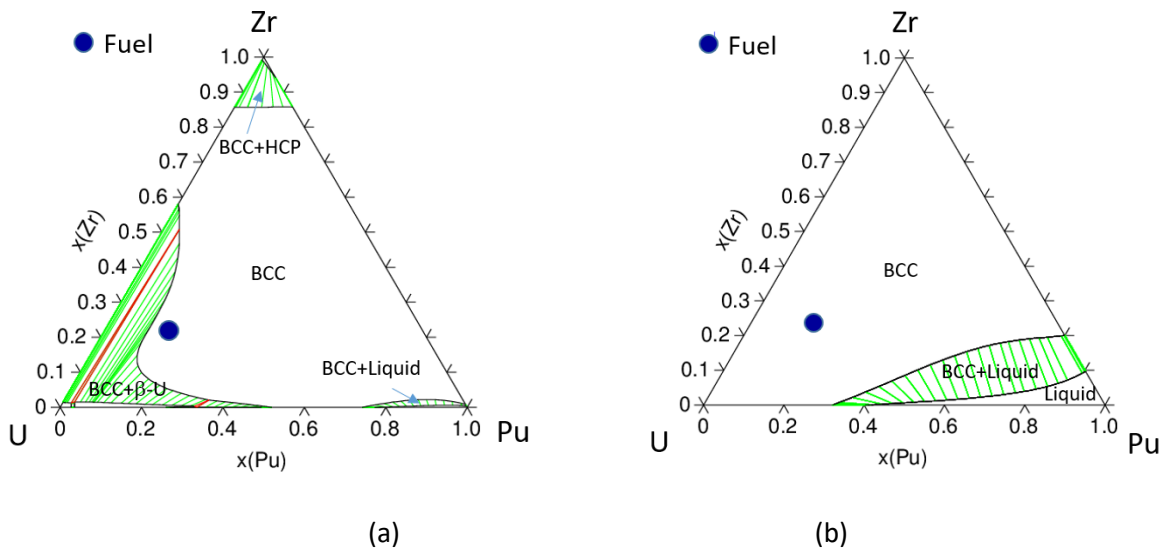 Zr
Fuel
1.0
0.9
0.8
BCC+HCP
0.7
0.6
x(Zr)
0.5
0.4
BCC
0.3
0.2
BCC+Liquid
0.1
BCC+β-U
0
U
0
0.2
0.4
0.6
0.8
1.0
Pu
x(Pu)
(a)
Zr
Fuel
1.0
0.9
0.8
0.7
0.6
x(Zr)
0.5
0.4
BCC
0.3
0.2
0.1
BCC+Liquid
Liquid
0
U
0
0.2
0.4
0.6
0.8
1.0
Pu
x(Pu)
(b)